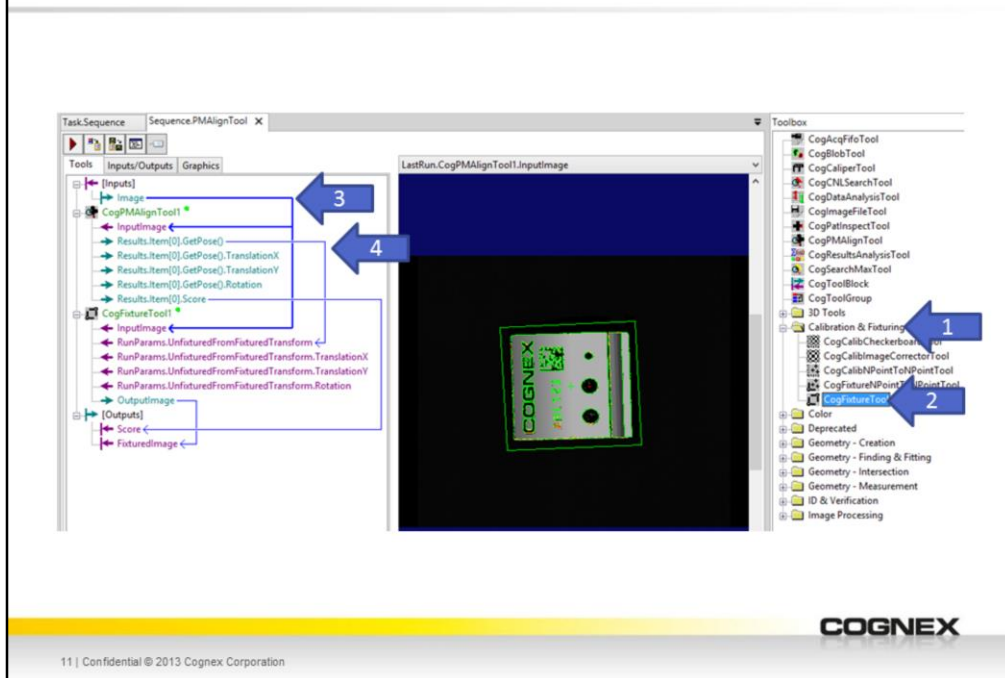 Task.Sequence
Sequence.PMAlignTool X
Tools
Inputs/Outputs
Graphics
[Inputs]
Image
CogPMAlignTool1
InputImage
Results.Item[0].GetPose()
Results.Item[0].GetPose().TranslationX
Results.Item[0].GetPose().TranslationY
Results.Item[0].GetPose().Rotation
Results.Item[0].Score
CogFixtureTool1
InputImage
RunParams.UnfixturedFromFixturedTransform
RunParams.UnfixturedFromFixturedTransform.TranslationX
RunParams.UnfixturedFromFixturedTransform.TranslationY
RunParams.UnfixturedFromFixturedTransform.Rotation
OutputImage
[Outputs]
Score
FixturedImage
3
4
LastRun.CogPMAlignTool1.InputImage
COGNEX
Toolbox
CogAcqFifoTool
CogBlobTool
CogCaliperTool
CogCNLSearchTool
CogDataAnalysisTool
CogImageFileTool
CogPatInspectTool
CogPMAlignTool
CogResultsAnalysisTool
CogSearchMaxTool
CogToolBlock
CogToolGroup
3D Tools
Calibration & Fixturing
1
CogCalibCheckerboardTool
CogCalibImageCorrectorTool
CogCalibNPointToNPointTool
CogFixtureNPointToNPointTool
CogFixtureTool
2
Color
Deprecated
Geometry - Creation
Geometry - Finding & Fitting
Geometry - Intersection
Geometry - Measurement
ID & Verification
Image Processing
COGNEX
11 | Confidential © 2013 Cognex Corporation